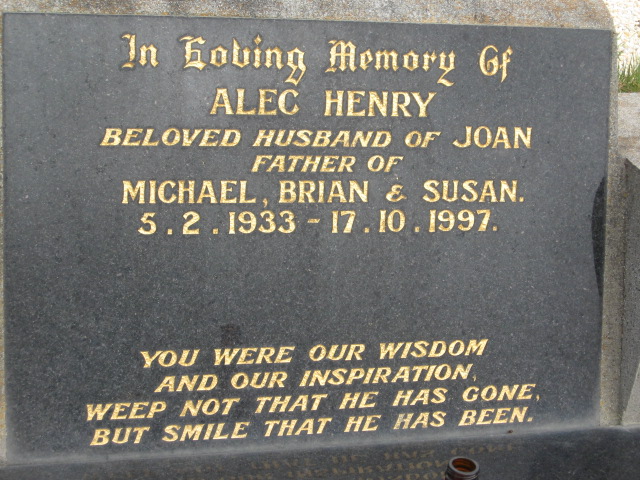 In Loving Memory Of
ALEC HENRY
BELOVED HUSBAND OF JOAN
FATHER OF
MICHAEL, BRIAN & SUSAN.
5.2.1933 - 17.10.1997.
YOU WERE OUR WISDOM
AND OUR INSPIRATION,
WEEP NOT THAT HE HAS GONE,
BUT SMILE THAT HE HAS BEEN.